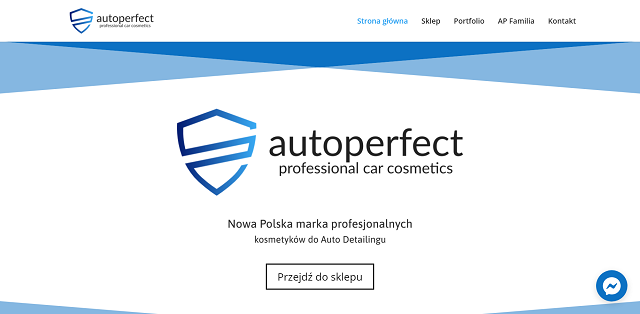 autoperfect
professional car cosmetics
Strona główna Sklep Portfolio AP Familia Kontakt
autoperfect
professional car cosmetics
Nowa Polska marka profesjonalnych
kosmetyków do Auto Detailingu
Przejdź do sklepu